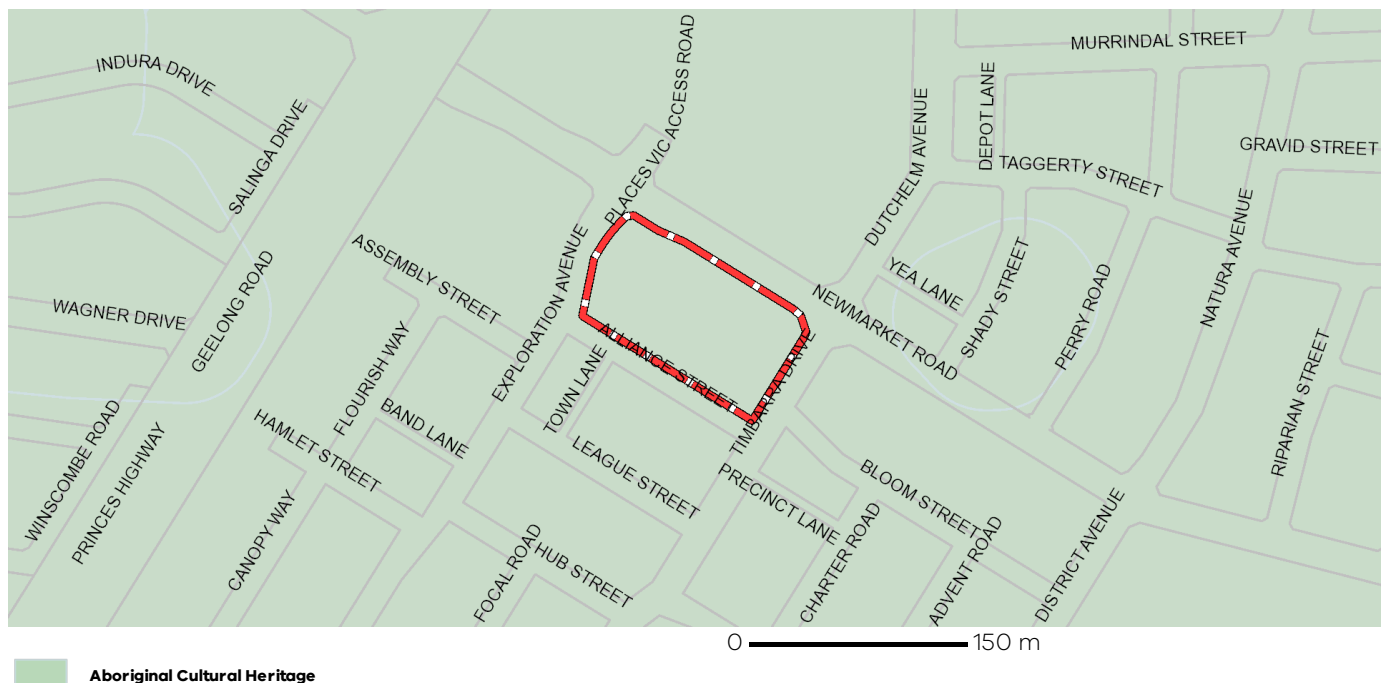 MURRINDAL STREET
INDURA DRIVE
PLACES VIC ACCESS ROAD
DEPOT LANE
DUTCHELM AVENUE
SALINGA DRIVE
GRAVID STREET
TAGGERTY STREET
NATURA AVENUE
EXPLORATION AVENUE
ASSEMBLY STREET
GEELONG ROAD
YEA LANE
SHADY STREET
PERRY ROAD
WAGNER DRIVE
NEWMARKET ROAD
ALLIANCE STREET
TIMBARRA DRIVE
TOWN LANE
FLOURISH WAY
RIPARIAN STREET
BAND LANE
HAMLET STREET
WINSCOMBE ROAD
PRINCES HIGHWAY
LEAGUE STREET
PRECINCT LANE
BLOOM STREET
CANOPY WAY
FOCAL ROAD
HUB STREET
CHARTER ROAD
ADVENT ROAD
DISTRICT AVENUE
0 150 m
Aboriginal Cultural Heritage